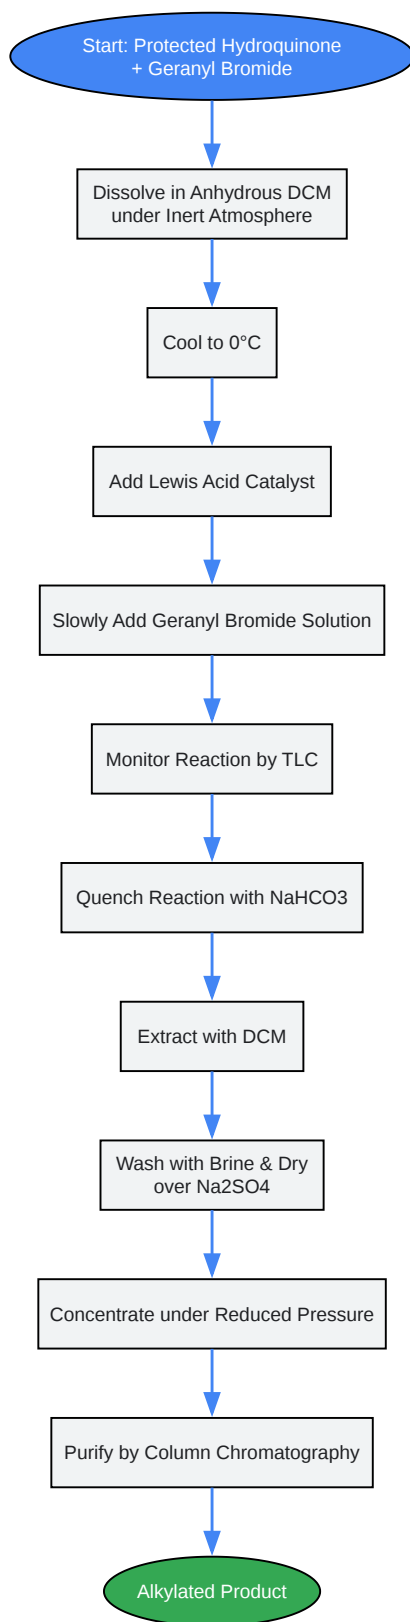 Start: Protected Hydroquinone
+ Geranyl Bromide
Dissolve in Anhydrous DCM
under Inert Atmosphere
Cool to 0°C
Add Lewis Acid Catalyst
Slowly Add Geranyl Bromide Solution
Monitor Reaction by TLC
Quench Reaction with NaHCO3
Extract with DCM
Wash with Brine & Dry
over Na2SO4
Concentrate under Reduced Pressure
Purify by Column Chromatography
Alkylated Product